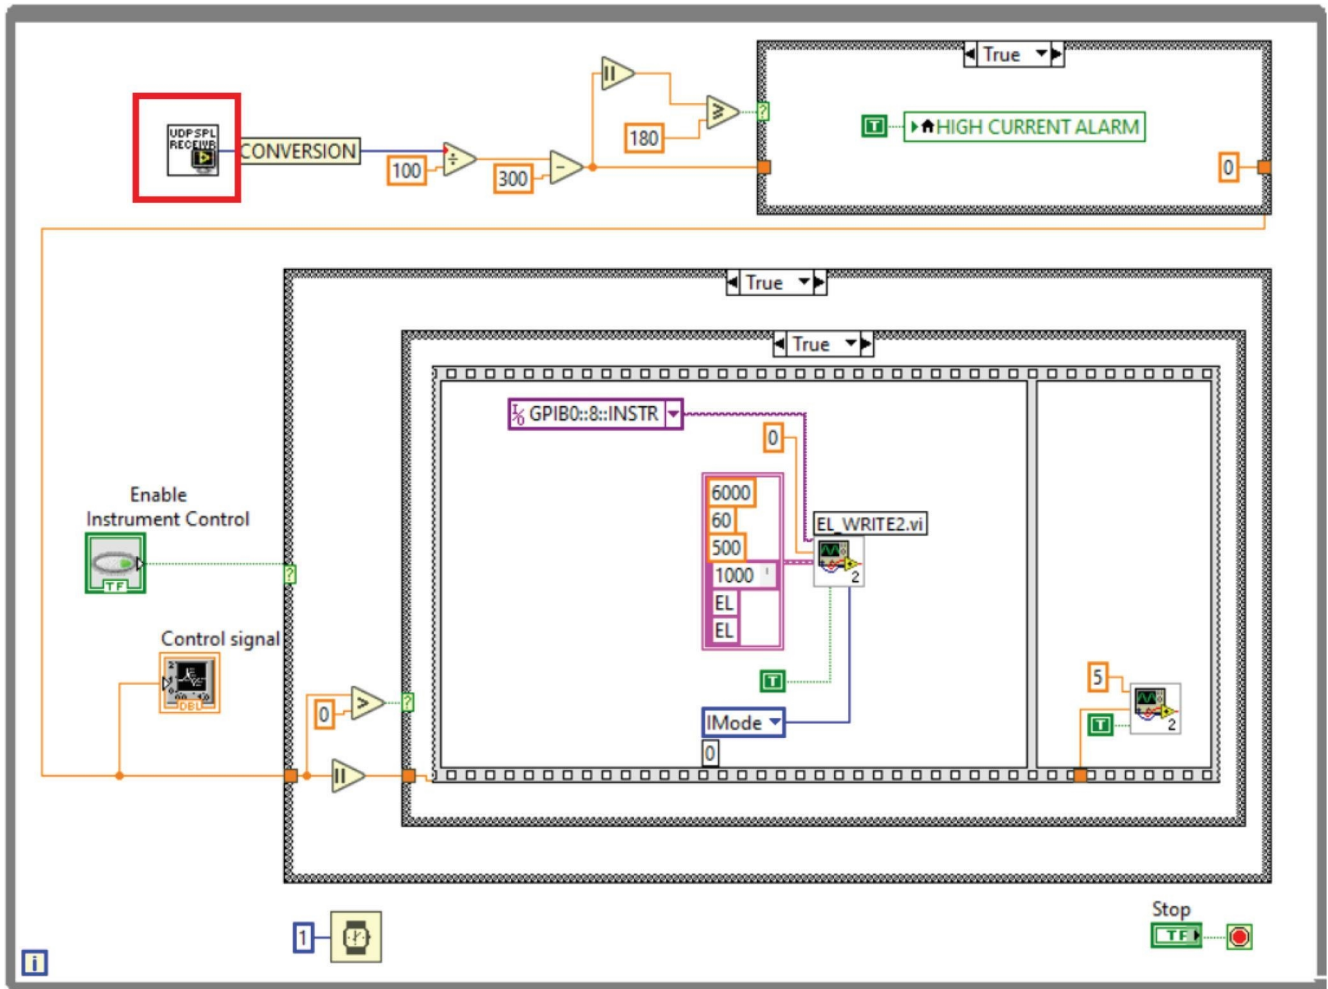 True
UDPSPL
RECEIVR
CONVERSION
100
300
180
T
HIGH CURRENT ALARM
0
True
True
GPIB0::8::INSTR
0
6000
60
500
1000
EL
EL
EL_WRITE2.vi
2
T
IMode
0
Enable
Instrument Control
TF
Control signal
DBL
0
5
T
2
1
Stop
TF
i